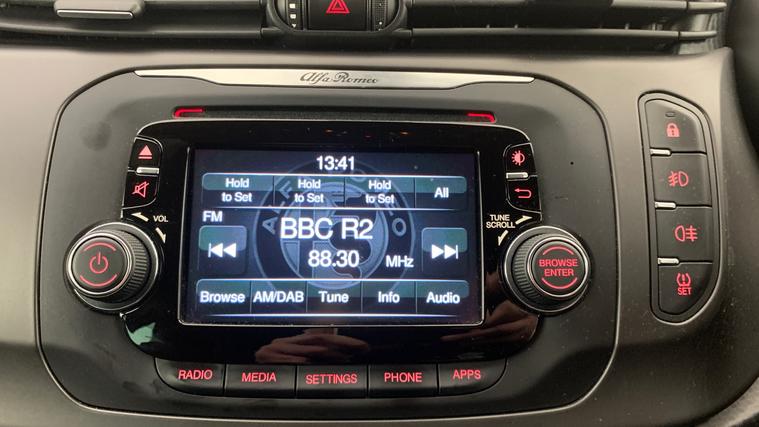 Alfa Romeo
13:41
Hold to Set
Hold to Set
Hold to Set
All
VOL
FM
BBC R2
88.30 MHz
TUNE
SCROLL
BROWSE
ENTER
Browse AM/DAB Tune Info Audio
SET
RADIO MEDIA SETTINGS PHONE APPS